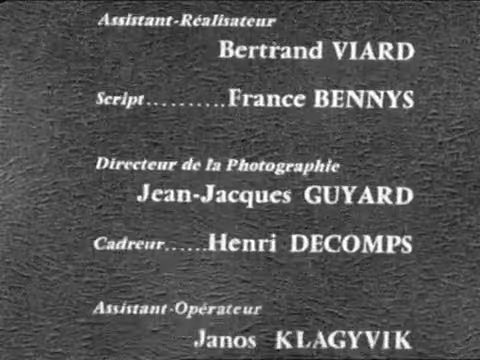 Assistant-Réalisateur
Bertrand VIARD
Script..........France BENNYS
Directeur de la Photographie
Jean-Jacques GUYARD
Cadreur......Henri DECOMPS
Assistant-Opérateur
Janos KLAGYVIK